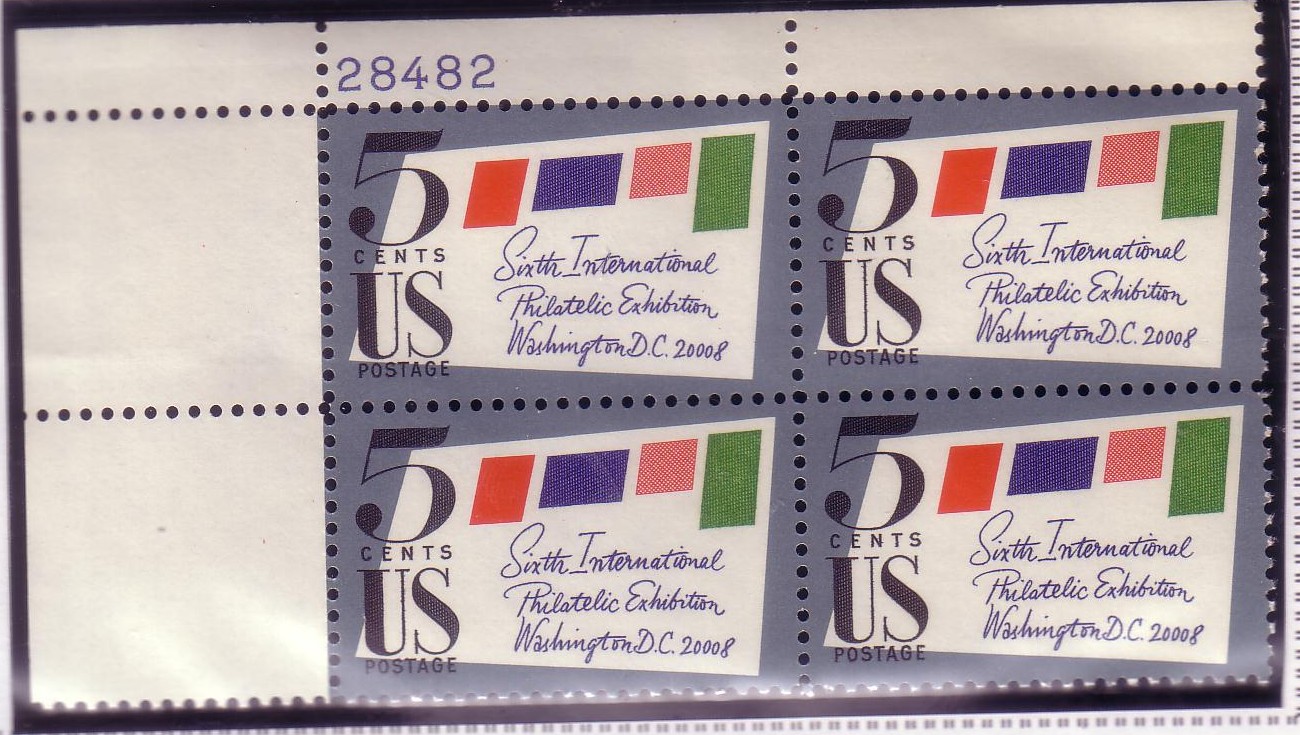 28482
5
CENTS
US
POSTAGE
Sixth International
Philatelic Exhibition
Washington D.C. 20008
5
CENTS
US
POSTAGE
Sixth International
Philatelic Exhibition
Washington D.C. 20008
5
CENTS
US
POSTAGE
Sixth International
Philatelic Exhibition
Washington D.C. 20008
5
CENTS
US
POSTAGE
Sixth International
Philatelic Exhibition
Washington D.C. 20008